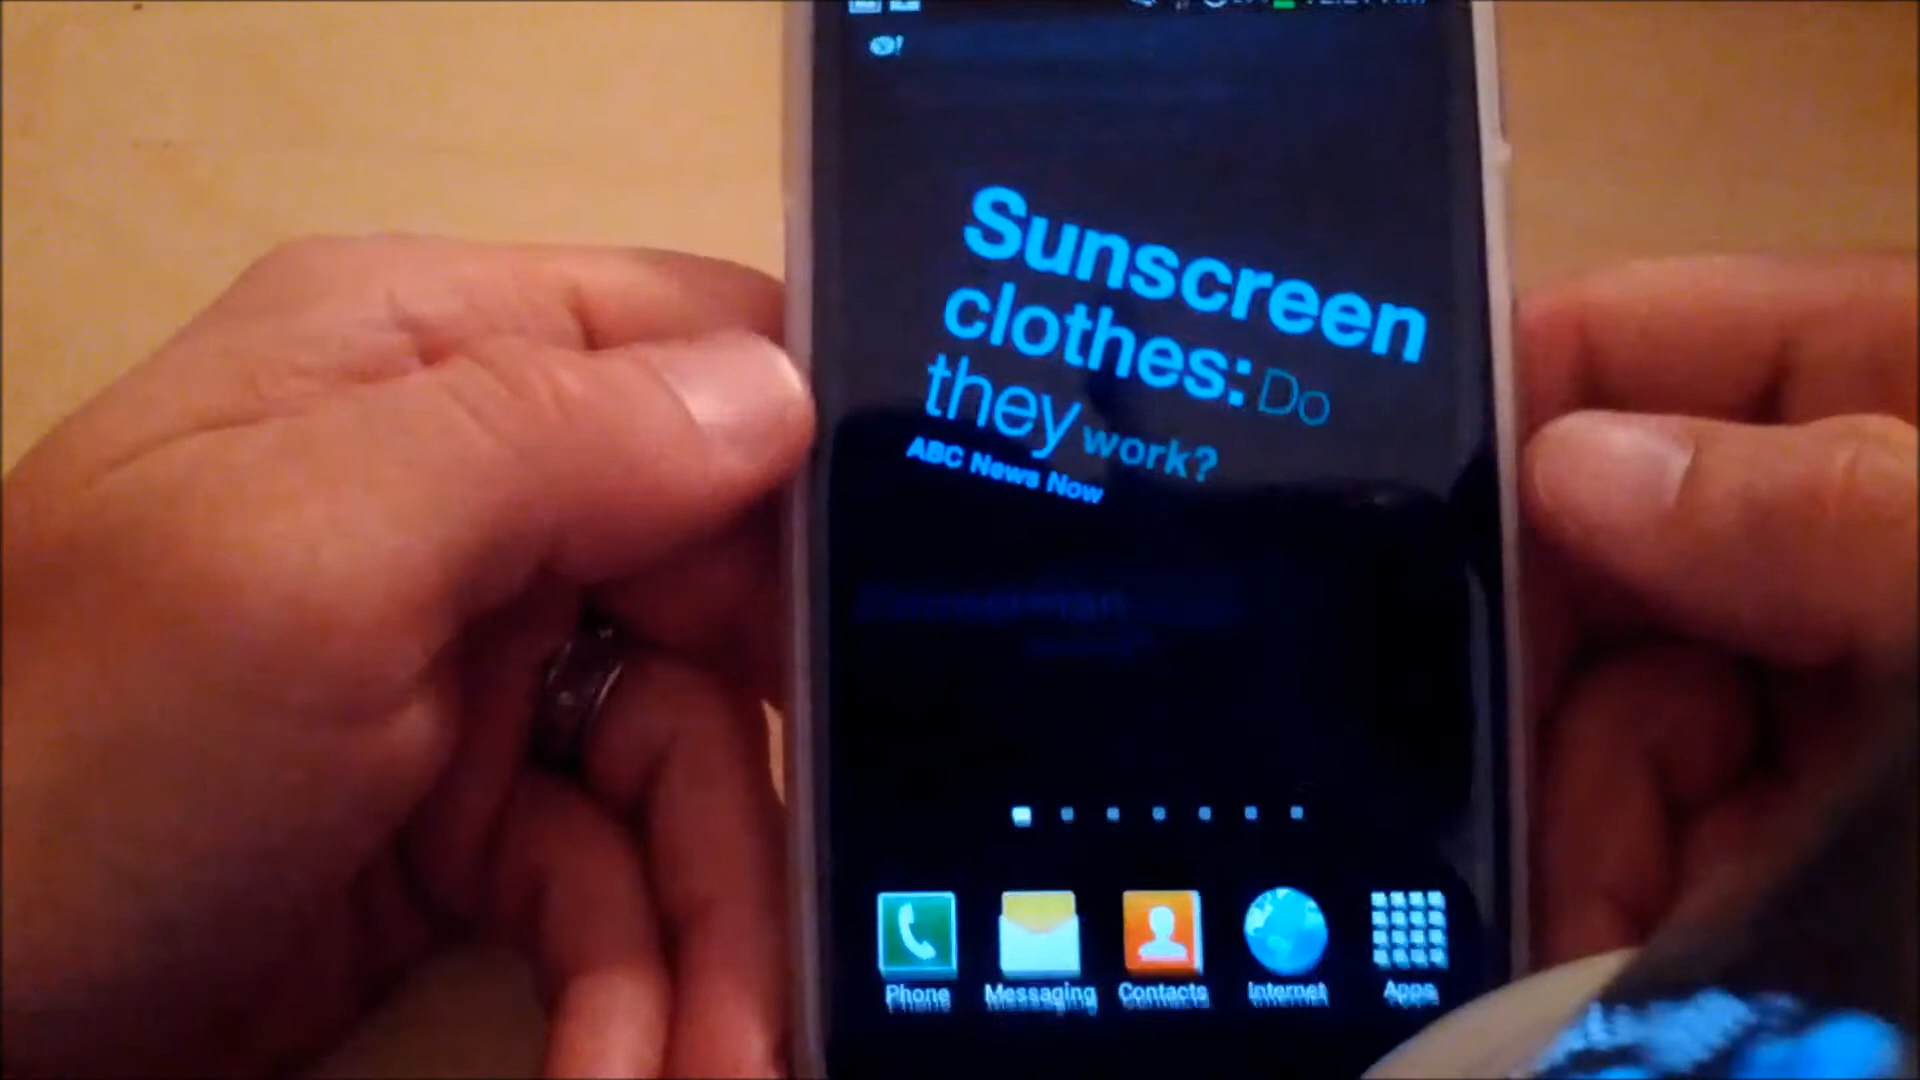 Sunscreen
clothes: Do
they work?
ABC News Now
Phone Messaging Contacts Internet Apps